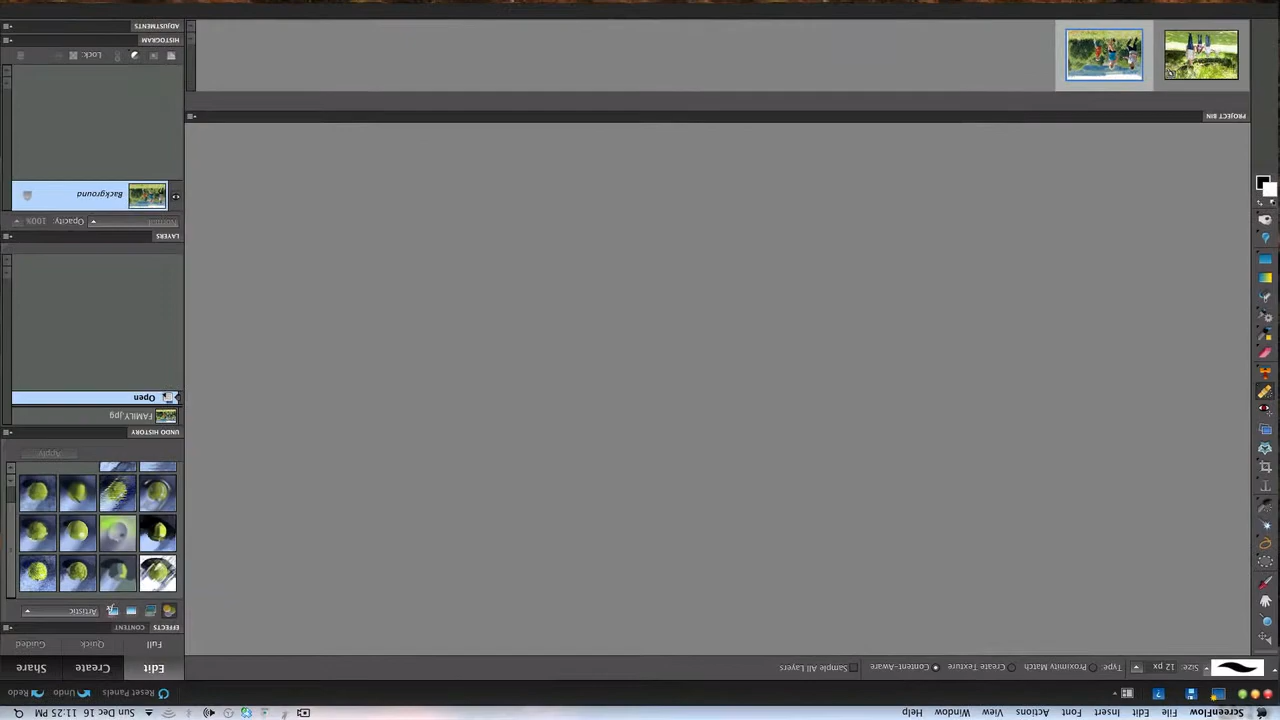 ScreenFlow File Edit Insert Font Actions View Window Help Sun Dec 16 11:25 PM
Reset Panels Undo Redo
Size: 12 px Type: Proximity Match Create Texture Content-Aware Sample All Layers
Edit Create Share
Full Quick Guided
EFFECTS CONTENT
Artistic
Apply
UNDO HISTORY
FAMILY.jpg
Open
LAYERS
Normal Opacity: 100%
Background
Lock:
PROJECT BIN
HISTOGRAM
ADJUSTMENTS